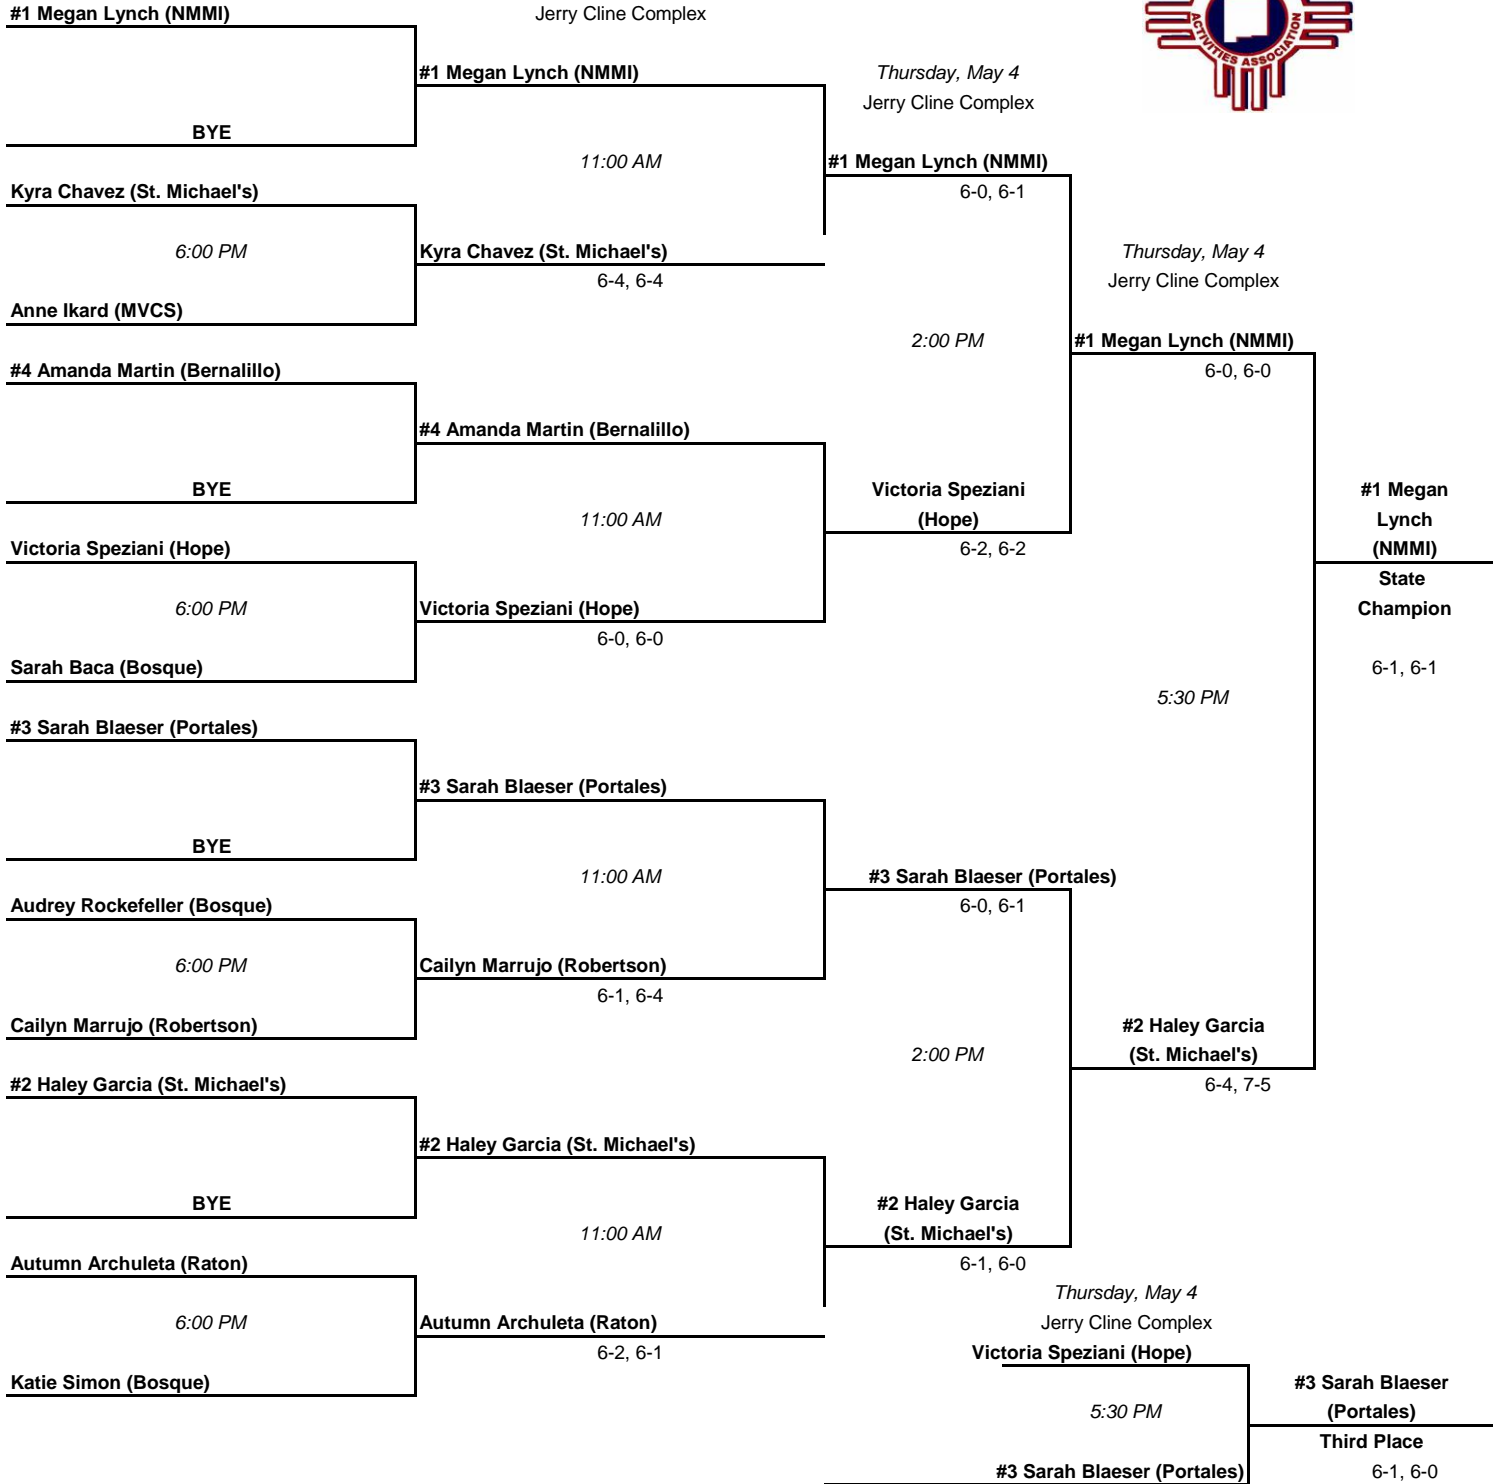 #1 Megan Lynch (NMMI)
BYE
Kyra Chavez (St. Michael's)
6:00 PM
Anne Ikard (MVCS)
#4 Amanda Martin (Bernalillo)
BYE
Victoria Speziani (Hope)
6:00 PM
Sarah Baca (Bosque)
#3 Sarah Blaeser (Portales)
BYE
Audrey Rockefeller (Bosque)
6:00 PM
Cailyn Marrujo (Robertson)
#2 Haley Garcia (St. Michael's)
BYE
Autumn Archuleta (Raton)
6:00 PM
Katie Simon (Bosque)
Jerry Cline Complex
#1 Megan Lynch (NMMI)
11:00 AM
Kyra Chavez (St. Michael's)
6-4, 6-4
#4 Amanda Martin (Bernalillo)
11:00 AM
Victoria Speziani (Hope)
6-0, 6-0
#3 Sarah Blaeser (Portales)
11:00 AM
Cailyn Marrujo (Robertson)
6-1, 6-4
#2 Haley Garcia (St. Michael's)
11:00 AM
Autumn Archuleta (Raton)
6-2, 6-1
Thursday, May 4
Jerry Cline Complex
#1 Megan Lynch (NMMI)
6-0, 6-1
2:00 PM
Victoria Speziani
(Hope)
6-2, 6-2
#3 Sarah Blaeser (Portales)
6-0, 6-1
2:00 PM
#2 Haley Garcia
(St. Michael's)
6-1, 6-0
ACTIVITIES ASSOCIATION
Thursday, May 4
Jerry Cline Complex
#1 Megan Lynch (NMMI)
6-0, 6-0
5:30 PM
#2 Haley Garcia
(St. Michael's)
6-4, 7-5
#1 Megan
Lynch
(NMMI)
State
Champion
6-1, 6-1
Thursday, May 4
Jerry Cline Complex
Victoria Speziani (Hope)
5:30 PM
#3 Sarah Blaeser (Portales)
#3 Sarah Blaeser
(Portales)
Third Place
6-1, 6-0